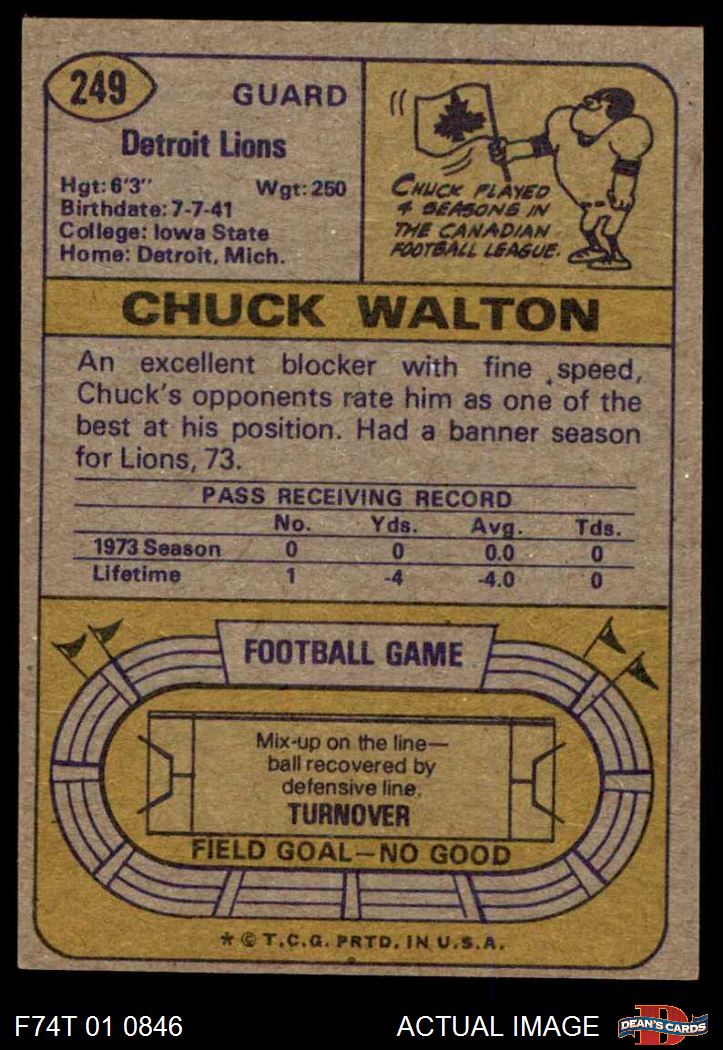 249
GUARD
Detroit Lions
Hgt: 6'3" Wgt: 250
Birthdate: 7-7-41
College: Iowa State
Home: Detroit, Mich.
CHUCK PLAYED
4 SEASONS IN
THE CANADIAN
FOOTBALL LEAGUE.
CHUCK WALTON
An excellent blocker with fine speed,
Chuck's opponents rate him as one of the
best at his position. Had a banner season
for Lions, 73.
PASS RECEIVING RECORD
No. Yds. Avg. Tds.
1973 Season 0 0 0.0 0
Lifetime 1 -4 -4.0 0
FOOTBALL GAME
Mix-up on the line—
ball recovered by
defensive line.
TURNOVER
FIELD GOAL—NO GOOD
* © T.C.G. PRTD. IN U.S.A.
F74T 01 0846 ACTUAL IMAGE
D
DEAN'S CARDS